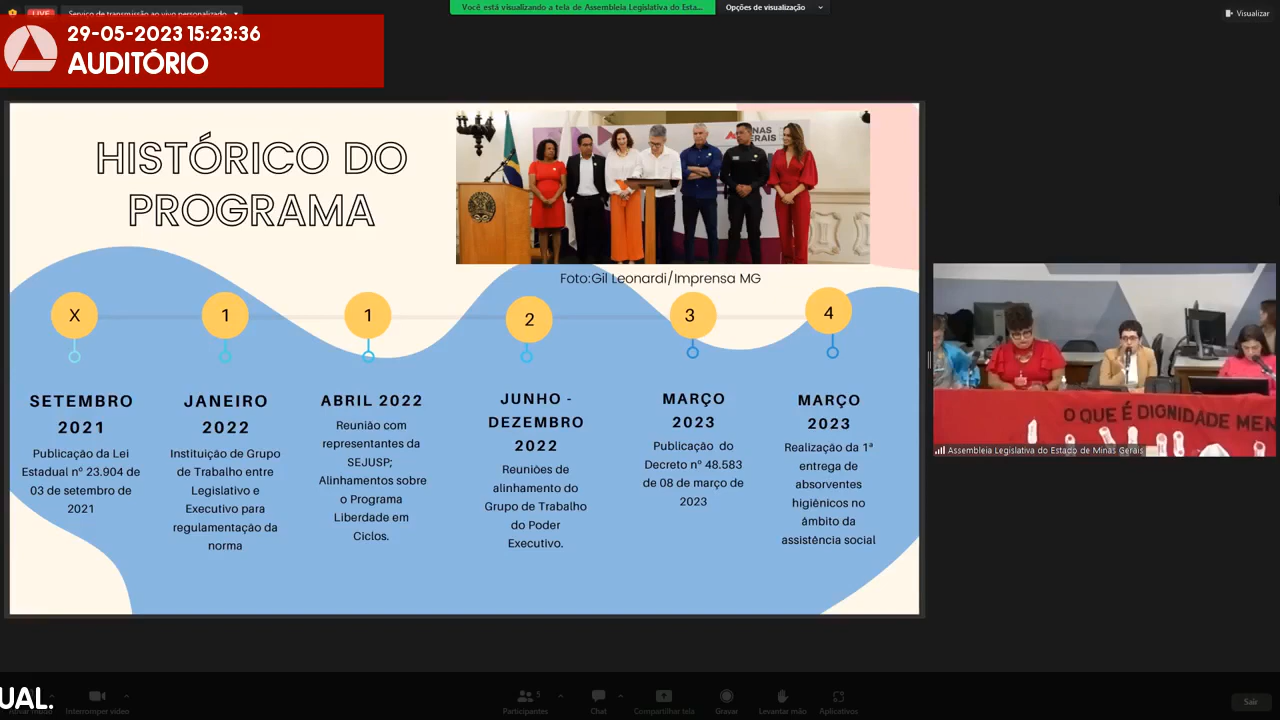 LIVE
Serviço de transmissão ao vivo personalizado
Você está visualizando a tela de Assembleia Legislativa do Esta...
Opções de visualização
Visualizar
29-05-2023 15:23:36
AUDITÓRIO
HISTÓRICO DO
PROGRAMA
NAS
GERAIS
Foto:Gil Leonardi/Imprensa MG
X
1
1
2
3
4
SETEMBRO
2021
Publicação da Lei
Estadual nº 23.904 de
03 de setembro de
2021
JANEIRO
2022
Instituição de Grupo
de Trabalho entre
Legislativo e
Executivo para
regulamentação da
norma
ABRIL 2022
Reunião com
representantes da
SEJUSP;
Alinhamentos sobre
o Programa
Liberdade em
Ciclos.
JUNHO -
DEZEMBRO
2022
Reuniões de
alinhamento do
Grupo de Trabalho
do Poder
Executivo.
MARÇO
2023
Publicação do
Decreto nº 48.583
de 08 de março de
2023
MARÇO
2023
Realização da 1ª
entrega de
absorventes
higiênicos no
âmbito da
assistência social
O QUE É DIGNIDADE MEN
Assembleia Legislativa do Estado de Minas Gerais
UAL.
Interromper vídeo
Participantes
5
Chat
Compartilhar tela
Gravar
Levantar mão
Aplicativos
Sair